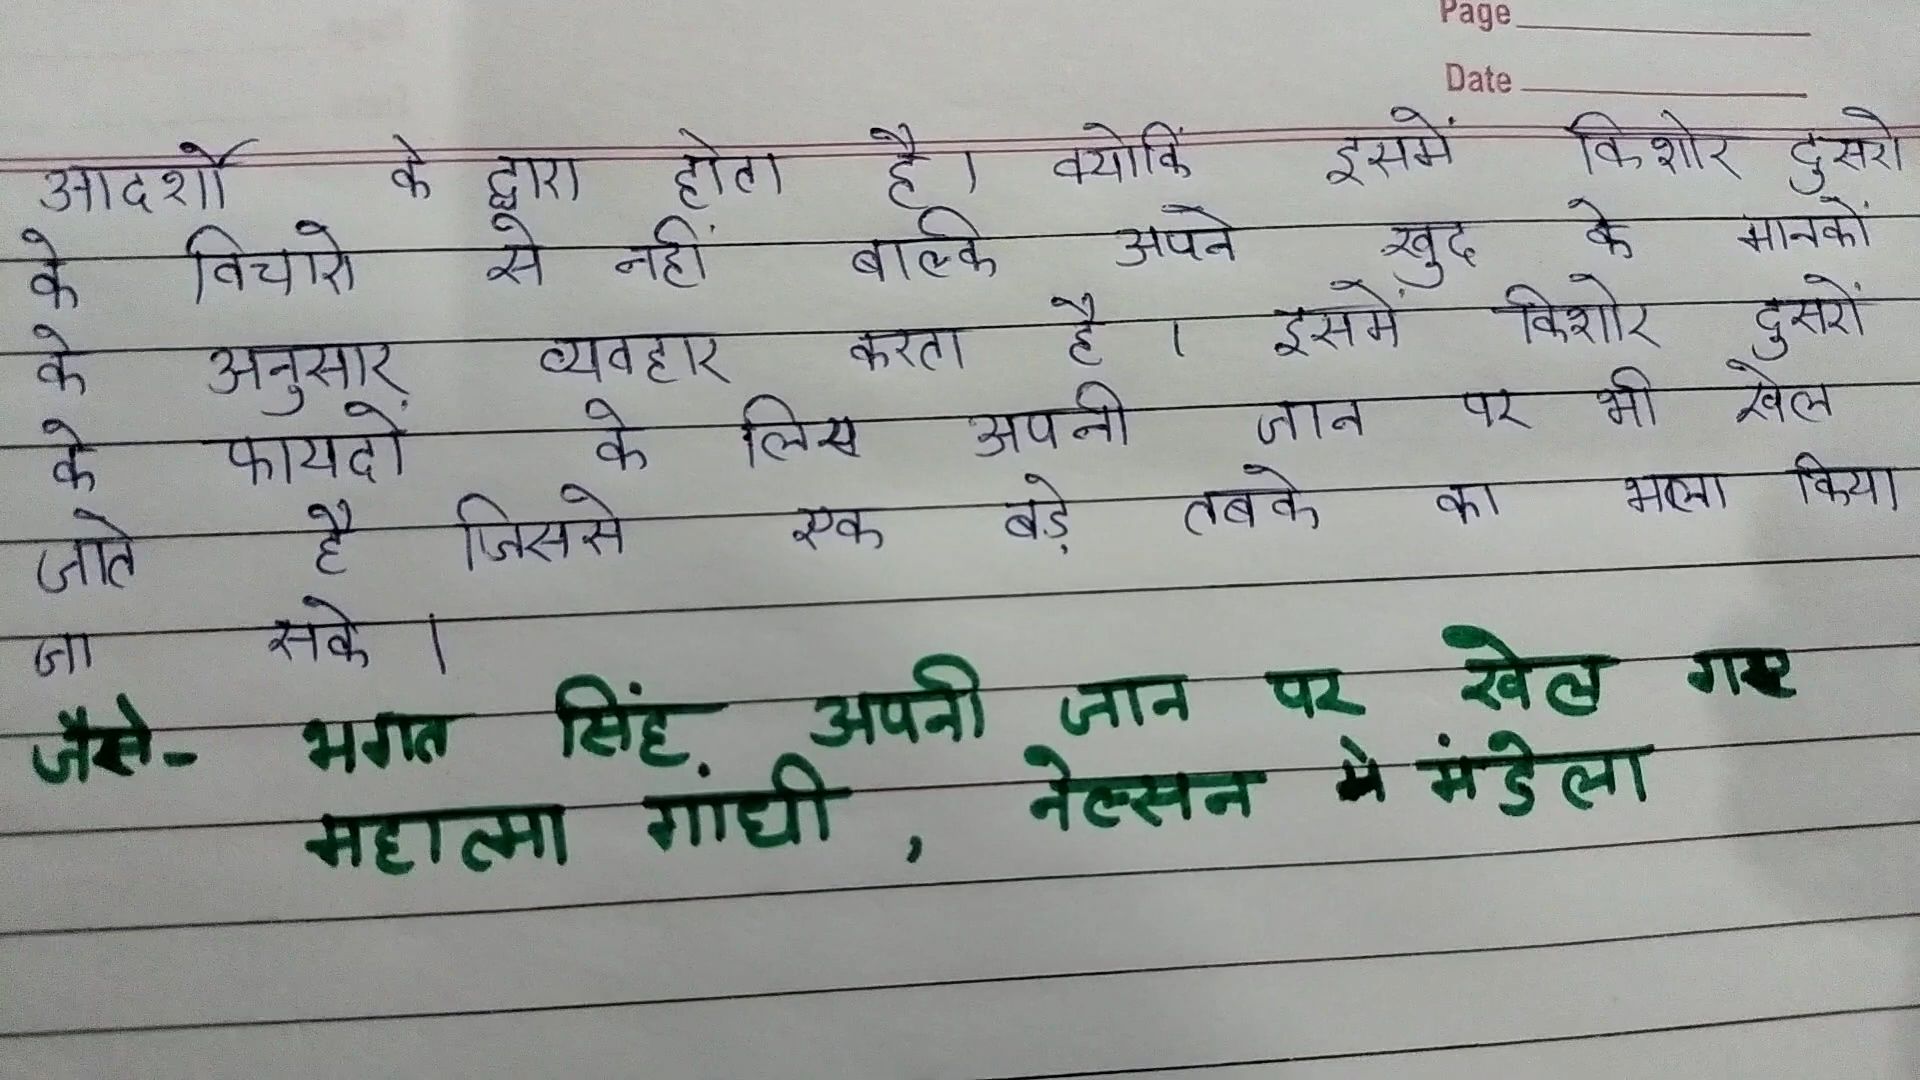 Page
Date
आदर्शो के द्वारा होता है। क्योकिं इसमें किशोर दुसरो
के विचारो से नहीं बाल्कि अपने खुद के मानकों
के अनुसार व्यवहार करता है। इसमें किशोर दुसरों
के फायदों के लिए अपनी जान पर भी खेल
जाते है जिससे एक बड़े तबके का भला किया
जा सके।
जैसे- भगत सिंह, अपनी जान पर खेल गए
महात्मा गांधी, नेल्सन मे मंडेला